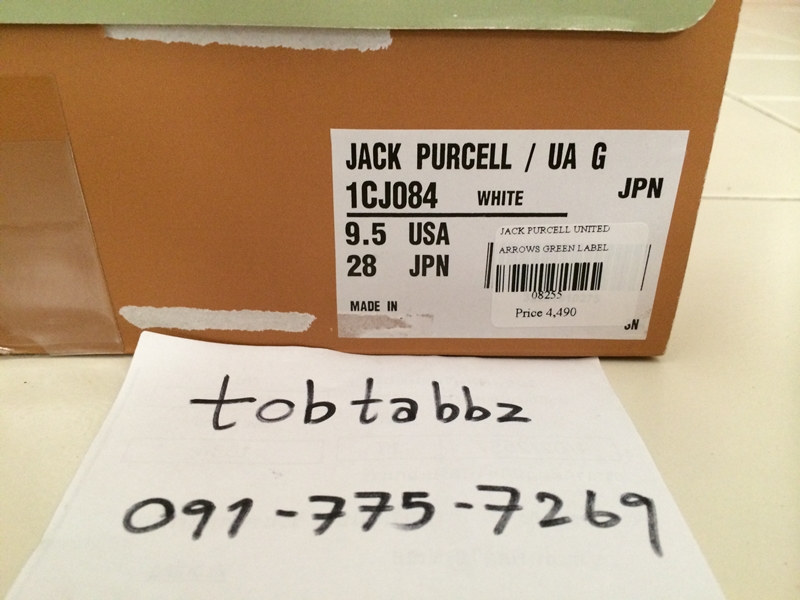 JACK PURCELL / UA G
1CJ084 WHITE JPN
9.5 USA
28 JPN
JACK PURCELL UNITED
ARROWS GREEN LABEL
08255
Price 4,490
MADE IN
tobtabbz
091-775-7269